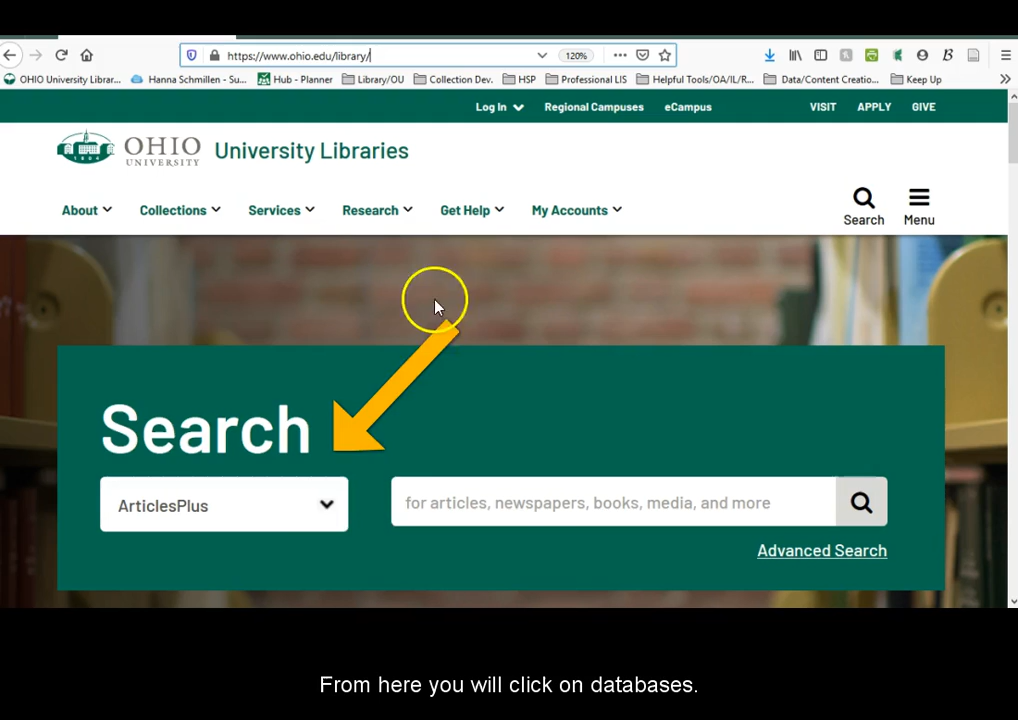 https://www.ohio.edu/library/
120%
OHIO University Librar...
Hanna Schmillen - Su...
Hub - Planner
Library/OU
Collection Dev.
HSP
Professional LIS
Helpful Tools/OA/IL/R...
Data/Content Creatio...
Keep Up
Log In
Regional Campuses
eCampus
VISIT
APPLY
GIVE
1804
OHIO
UNIVERSITY
University Libraries
About
Collections
Services
Research
Get Help
My Accounts
Search
Menu
Search
ArticlesPlus
for articles, newspapers, books, media, and more
Advanced Search
From here you will click on databases.